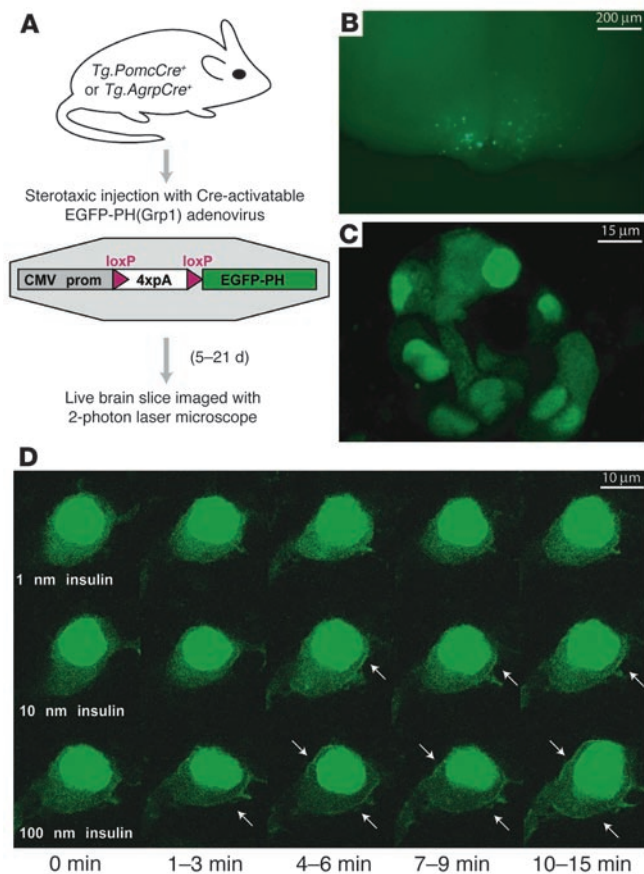 A
Tg.PomcCre+
or Tg.AgrpCre+
Sterotaxic injection with Cre-activatable
EGFP-PH(Grp1) adenovirus
loxP
loxP
CMV prom
4xpA
EGFP-PH
(5–21 d)
Live brain slice imaged with
2-photon laser microscope
B
200 µm
C
15 µm
D
10 µm
1 nm insulin
10 nm insulin
100 nm insulin
0 min
1–3 min
4–6 min
7–9 min
10–15 min